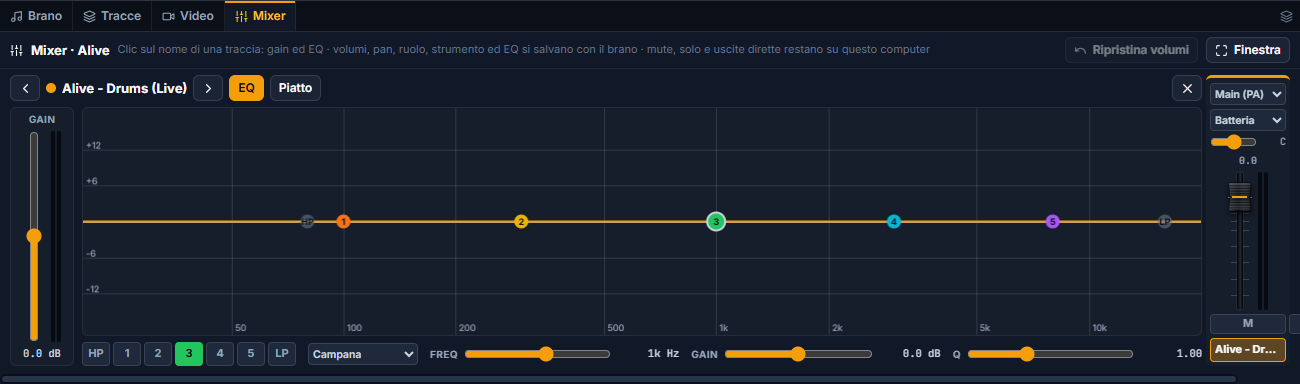 Brano Tracce Video Mixer
Mixer · Alive Clic sul nome di una traccia: gain ed EQ · volumi, pan, ruolo, strumento ed EQ si salvano con il brano · mute, solo e uscite dirette restano su questo computer Ripristina volumi Finestra
Alive - Drums (Live) EQ Piatto
GAIN
0.0 dB
+12
+6
-6
-12
HP 1 2 3 4 5 LP
50 100 200 500 1k 2k 5k 10k
HP 1 2 3 4 5 LP Campana FREQ 1k Hz GAIN 0.0 dB Q 1.00
Main (PA)
Batteria
C
0.0
M
Alive - Dr...